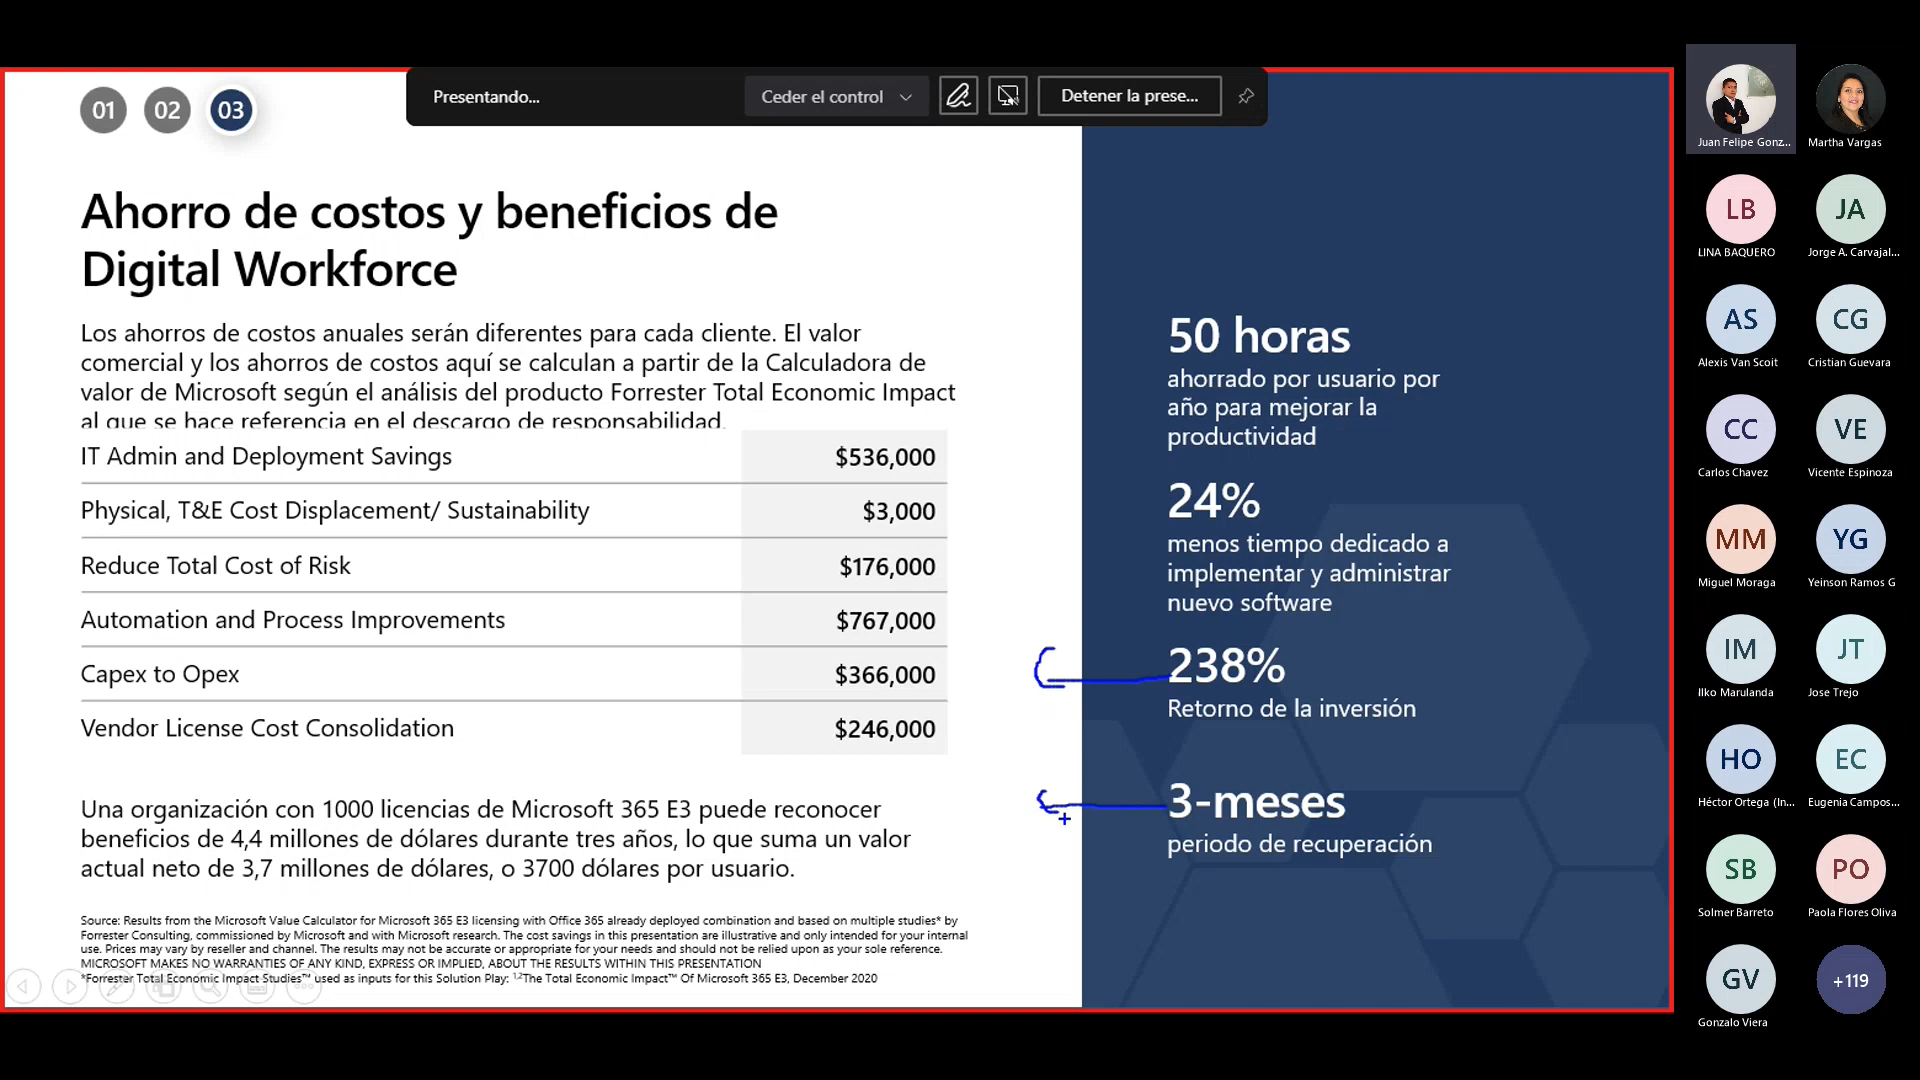 Presentando...
Ceder el control
Detener la prese...
01 02 03
Ahorro de costos y beneficios de
Digital Workforce
Los ahorros de costos anuales serán diferentes para cada cliente. El valor
comercial y los ahorros de costos aquí se calculan a partir de la Calculadora de
valor de Microsoft según el análisis del producto Forrester Total Economic Impact
al que se hace referencia en el descargo de responsabilidad.
IT Admin and Deployment Savings $536,000
Physical, T&E Cost Displacement/ Sustainability $3,000
Reduce Total Cost of Risk $176,000
Automation and Process Improvements $767,000
Capex to Opex $366,000
Vendor License Cost Consolidation $246,000
Una organización con 1000 licencias de Microsoft 365 E3 puede reconocer
beneficios de 4,4 millones de dólares durante tres años, lo que suma un valor
actual neto de 3,7 millones de dólares, o 3700 dólares por usuario.
Source: Results from the Microsoft Value Calculator for Microsoft 365 E3 licensing with Office 365 already deployed combination and based on multiple studies* by
Forrester Consulting, commissioned by Microsoft and with Microsoft research. The cost savings in this presentation are illustrative and only intended for your internal
use. Prices may vary by reseller and channel. The results may not be accurate or appropriate for your needs and should not be relied upon as your sole reference.
MICROSOFT MAKES NO WARRANTIES OF ANY KIND, EXPRESS OR IMPLIED, ABOUT THE RESULTS WITHIN THIS PRESENTATION
*Forrester Total Economic Impact Studies™ used as inputs for this Solution Play: ¹,²The Total Economic Impact™ Of Microsoft 365 E3, December 2020
50 horas
ahorrado por usuario por
año para mejorar la
productividad
24%
menos tiempo dedicado a
implementar y administrar
nuevo software
238%
Retorno de la inversión
3-meses
periodo de recuperación
Juan Felipe Gonz... Martha Vargas
LB JA
LINA BAQUERO Jorge A. Carvajal...
AS CG
Alexis Van Scoit Cristian Guevara
CC VE
Carlos Chavez Vicente Espinoza
MM YG
Miguel Moraga Yeinson Ramos G
IM JT
Ilko Marulanda Jose Trejo
HO EC
Héctor Ortega (In... Eugenia Campos...
SB PO
Solmer Barreto Paola Flores Oliva
GV +119
Gonzalo Viera